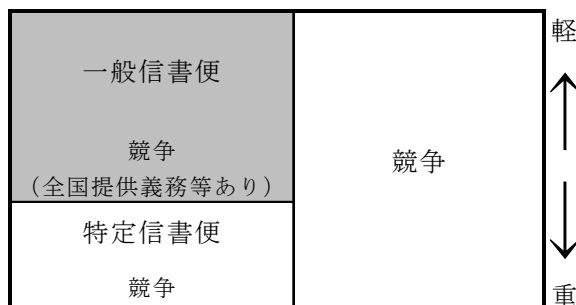 一般信書便
競争
（全国提供義務等あり）
特定信書便
競争
競争
軽
重